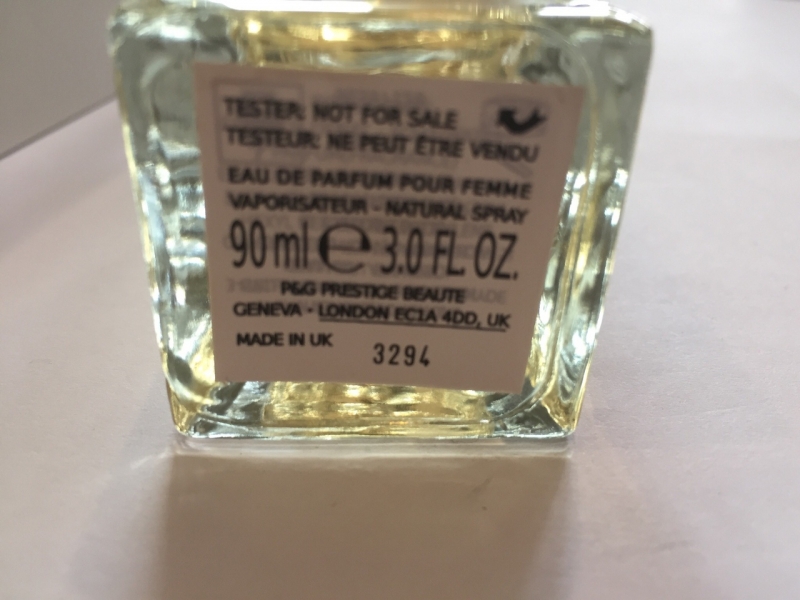 TESTER: NOT FOR SALE
TESTEUR: NE PEUT ÊTRE VENDU
EAU DE PARFUM POUR FEMME
VAPORISATEUR - NATURAL SPRAY
90 ml e 3.0 FL. OZ.
P&G PRESTIGE BEAUTE
GENEVA - LONDON EC1A 4DD, UK
MADE IN UK
3294